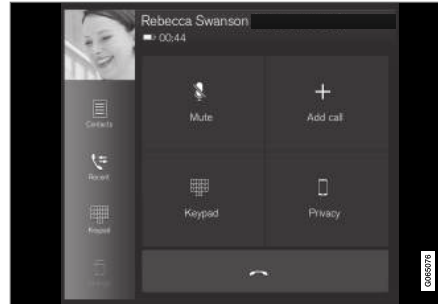 Rebecca Swanson
00:44
Contacts
Recent
Keypad
Mute
Add call
Keypad
Privacy
G065076